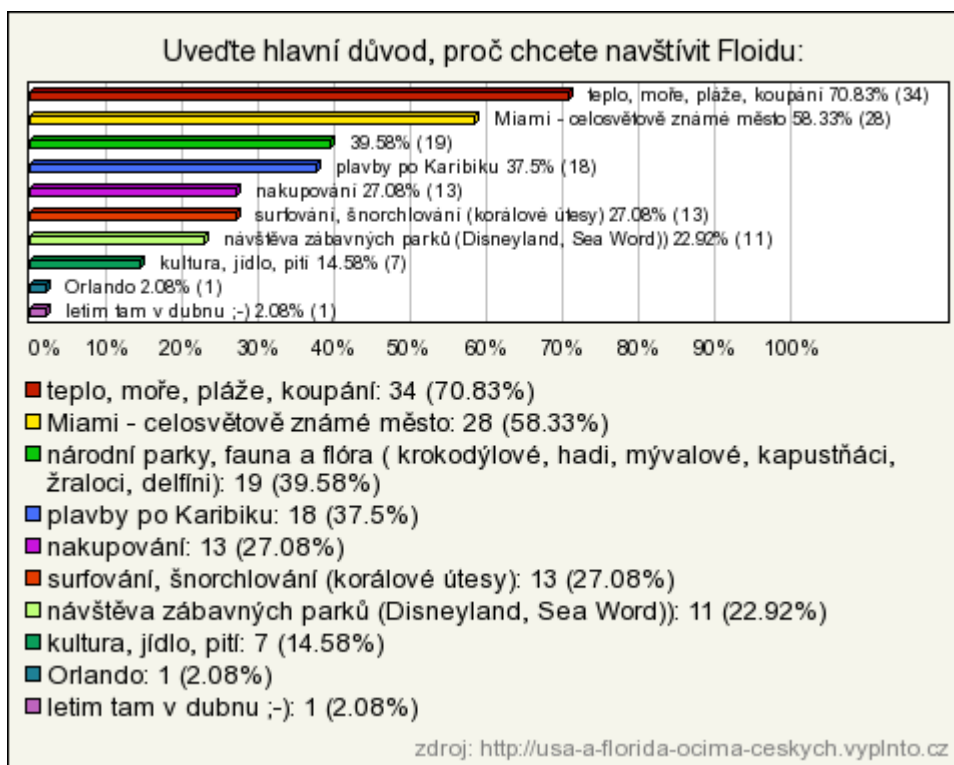 Uveďte hlavní důvod, proč chcete navštívit Floidu:
teplo, moře, pláže, koupání 70.83% (34)
Miami - celosvětově známé město 58.33% (28)
39.58% (19)
plavby po Karibiku 37.5% (18)
nakupování 27.08% (13)
surfování, šnorchlování (korálové útesy) 27.08% (13)
návštěva zábavných parků (Disneyland, Sea Word)) 22.92% (11)
kultura, jídlo, pití 14.58% (7)
Orlando 2.08% (1)
letim tam v dubnu ;-) 2.08% (1)
0% 10% 20% 30% 40% 50% 60% 70% 80% 90% 100%
teplo, moře, pláže, koupání: 34 (70.83%)
Miami - celosvětově známé město: 28 (58.33%)
národní parky, fauna a flóra ( krokodýlové, hadi, mývalové, kapustňáci,
žraloci, delfíni): 19 (39.58%)
plavby po Karibiku: 18 (37.5%)
nakupování: 13 (27.08%)
surfování, šnorchlování (korálové útesy): 13 (27.08%)
návštěva zábavných parků (Disneyland, Sea Word)): 11 (22.92%)
kultura, jídlo, pití: 7 (14.58%)
Orlando: 1 (2.08%)
letim tam v dubnu ;-): 1 (2.08%)
zdroj: http://usa-a-florida-ocima-ceskych.vyplnto.cz